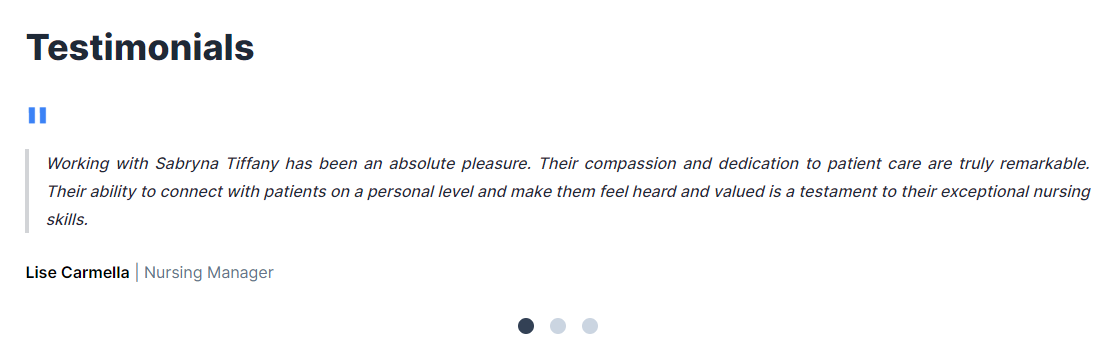 Testimonials
"
Working with Sabryna Tiffany has been an absolute pleasure. Their compassion and dedication to patient care are truly remarkable.
Their ability to connect with patients on a personal level and make them feel heard and valued is a testament to their exceptional nursing
skills.
Lise Carmella | Nursing Manager